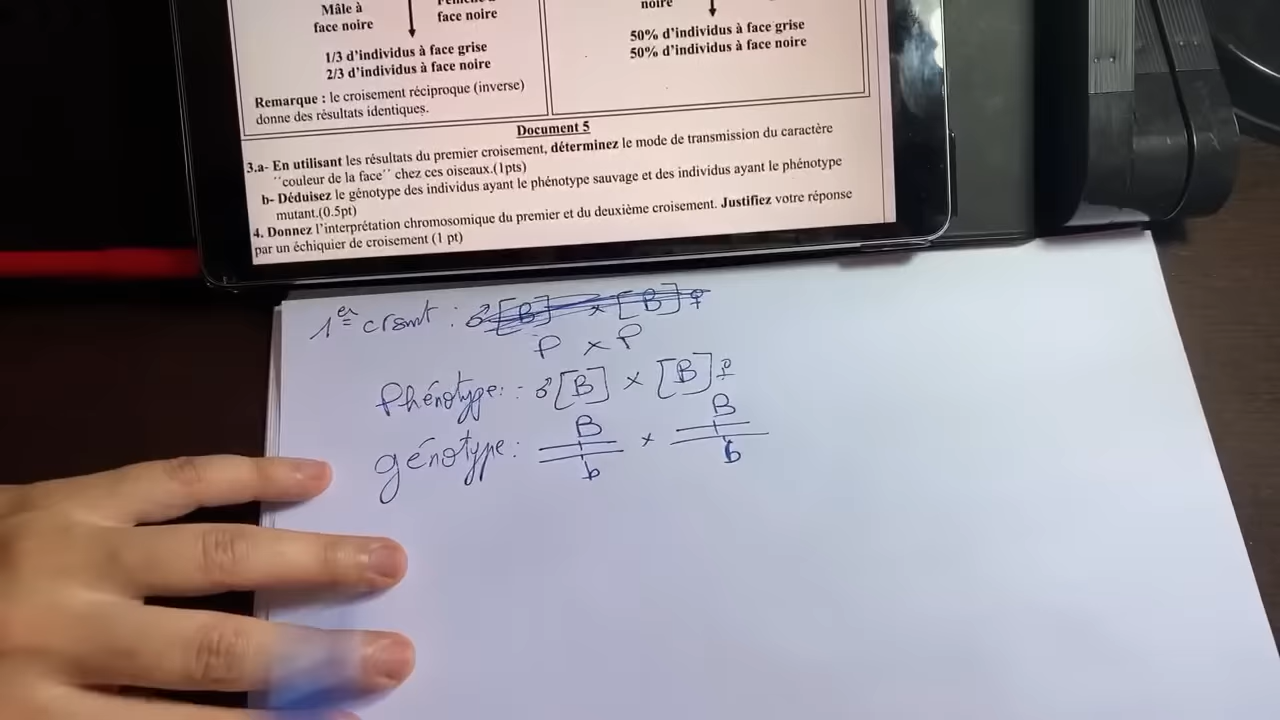 Mâle à
face noire
face noire
1/3 d'individus à face grise
2/3 d'individus à face noire
Remarque : le croisement réciproque (inverse)
donne des résultats identiques.
noire
50% d'individus à face grise
50% d'individus à face noire
Document 5
3.a- En utilisant les résultats du premier croisement, déterminez le mode de transmission du caractère
''couleur de la face'' chez ces oiseaux.(1pts)
b- Déduisez le génotype des individus ayant le phénotype sauvage et des individus ayant le phénotype
mutant.(0.5pt)
4. Donnez l'interprétation chromosomique du premier et du deuxième croisement. Justifiez votre réponse
par un échiquier de croisement (1 pt)
1er crsmt : ♂[B] × [B]♀
P × P
Phénotype : ♂[B] × [B]♀
B B
génotype : ×
b b